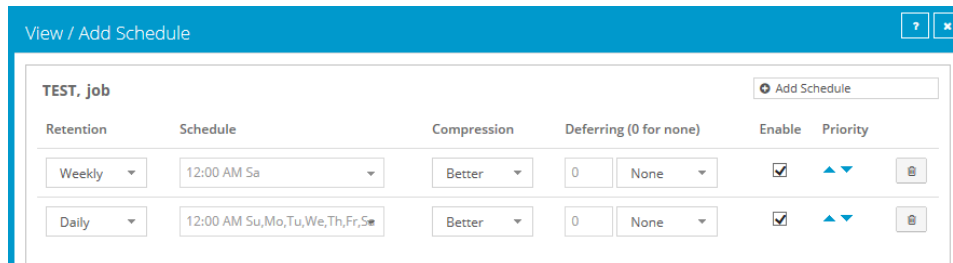 View / Add Schedule ? ×
TEST, job Add Schedule
Retention Schedule Compression Deferring (0 for none) Enable Priority
Weekly 12:00 AM Sa Better 0 None
Daily 12:00 AM Su,Mo,Tu,We,Th,Fr,Sa Better 0 None